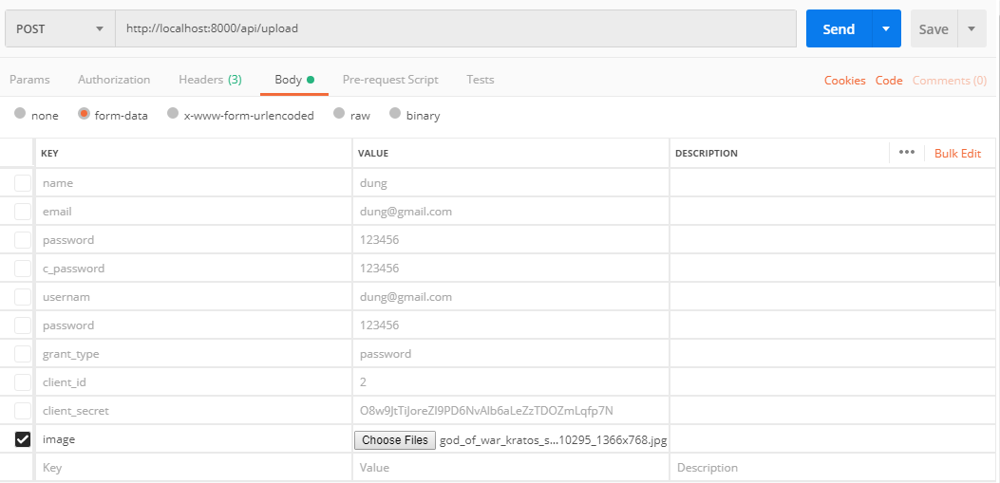 POST http://localhost:8000/api/upload Send Save
Params Authorization Headers (3) Body Pre-request Script Tests Cookies Code Comments (0)
none form-data x-www-form-urlencoded raw binary
KEY VALUE DESCRIPTION ••• Bulk Edit
name dung
email dung@gmail.com
password 123456
c_password 123456
usernam dung@gmail.com
password 123456
grant_type password
client_id 2
client_secret O8w9JtTiJoreZI9PD6NvAlb6aLeZzTDOZmLqfp7N
image Choose Files god_of_war_kratos_s...10295_1366x768.jpg
Key Value Description